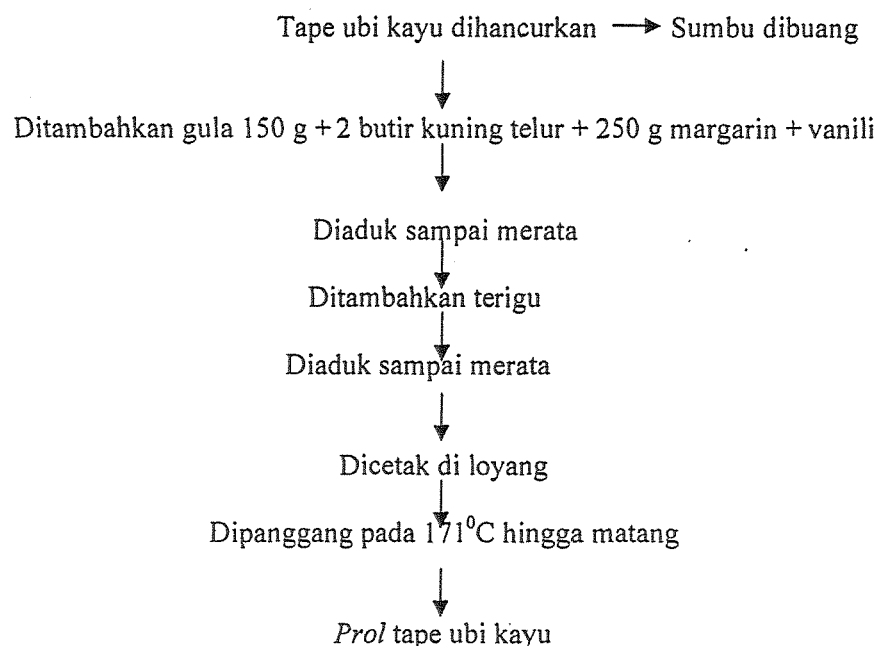 Tape ubi kayu dihancurkan → Sumbu dibuang
Ditambahkan gula 150 g + 2 butir kuning telur + 250 g margarin + vanili
Diaduk sampai merata
Ditambahkan terigu
Diaduk sampai merata
Dicetak di loyang
Dipanggang pada 171⁰C hingga matang
Prol tape ubi kayu